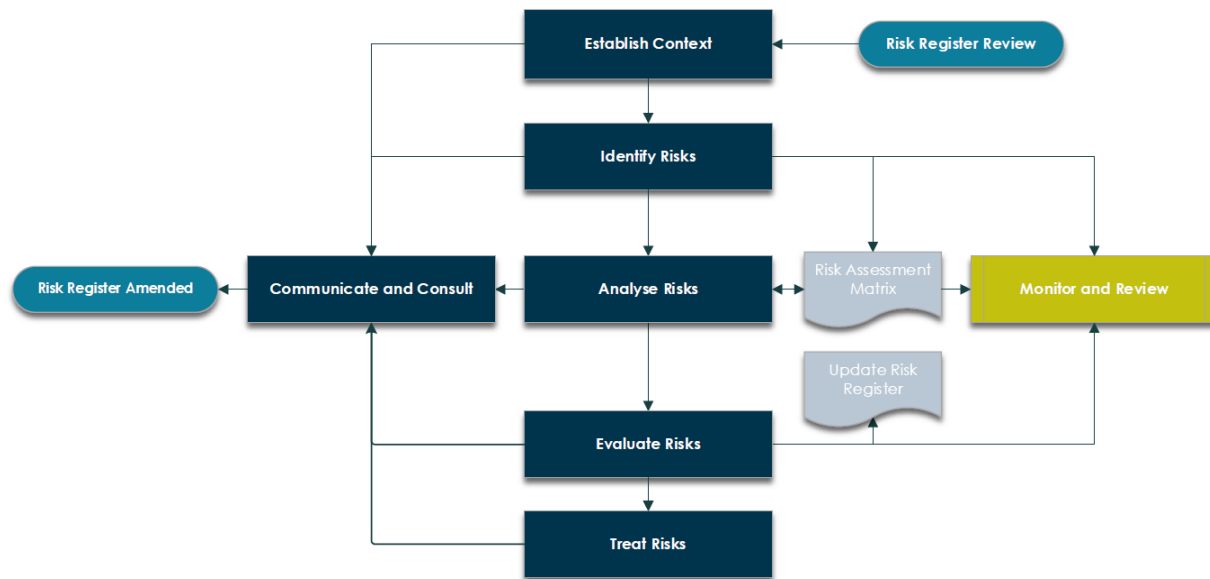 Establish Context
Risk Register Review
Identify Risks
Risk Register Amended
Communicate and Consult
Analyse Risks
Risk Assessment
Matrix
Monitor and Review
Update Risk
Register
Evaluate Risks
Treat Risks